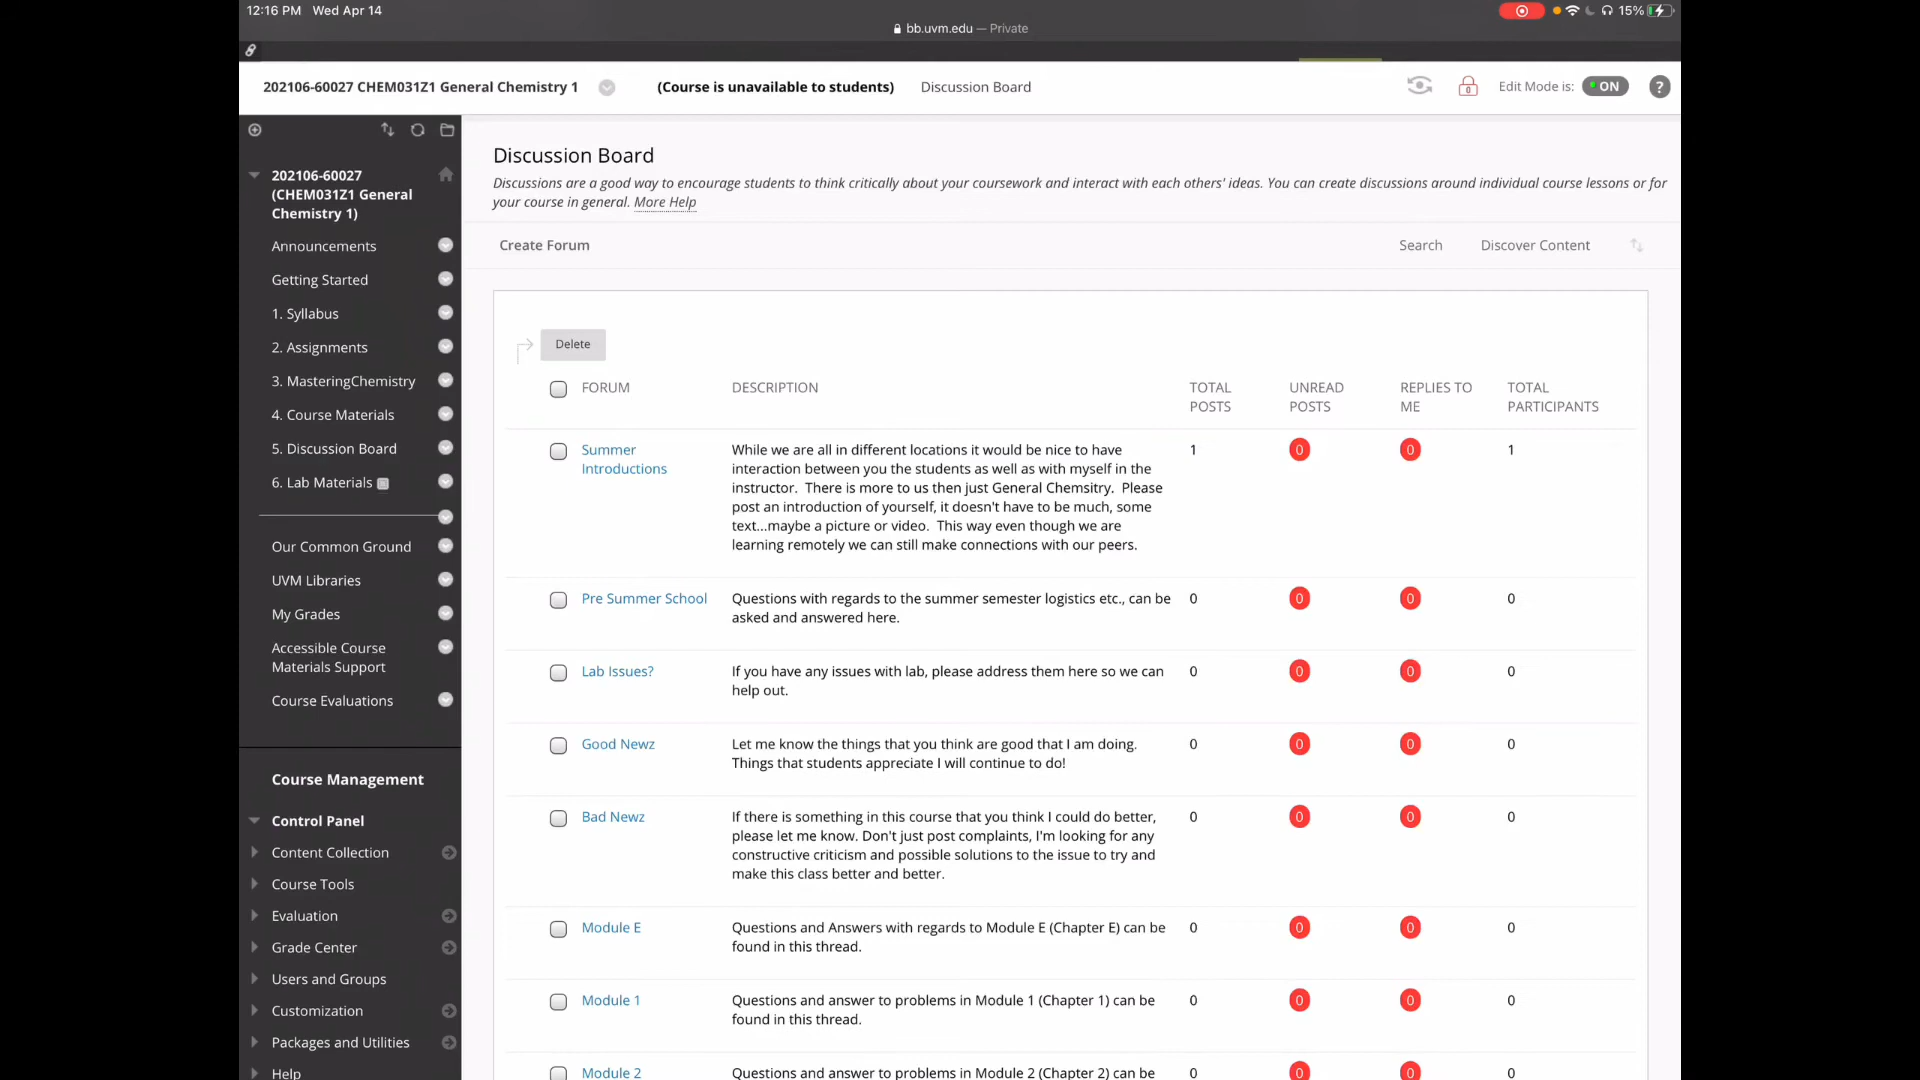 12:16 PM Wed Apr 14
15%
bb.uvm.edu — Private
202106-60027 CHEM031Z1 General Chemistry 1
(Course is unavailable to students)
Discussion Board
Edit Mode is:
ON
?
202106-60027
(CHEM031Z1 General
Chemistry 1)
Announcements
Getting Started
1. Syllabus
2. Assignments
3. MasteringChemistry
4. Course Materials
5. Discussion Board
6. Lab Materials
Our Common Ground
UVM Libraries
My Grades
Accessible Course
Materials Support
Course Evaluations
Course Management
Control Panel
Content Collection
Course Tools
Evaluation
Grade Center
Users and Groups
Customization
Packages and Utilities
Help
Discussion Board
Discussions are a good way to encourage students to think critically about your coursework and interact with each others' ideas. You can create discussions around individual course lessons or for
your course in general. More Help
Create Forum
Search
Discover Content
Delete
FORUM
DESCRIPTION
TOTAL
POSTS
UNREAD
POSTS
REPLIES TO
ME
TOTAL
PARTICIPANTS
Summer
Introductions
While we are all in different locations it would be nice to have
interaction between you the students as well as with myself in the
instructor. There is more to us then just General Chemsitry. Please
post an introduction of yourself, it doesn't have to be much, some
text...maybe a picture or video. This way even though we are
learning remotely we can still make connections with our peers.
1
0
0
1
Pre Summer School
Questions with regards to the summer semester logistics etc., can be
asked and answered here.
0
0
0
0
Lab Issues?
If you have any issues with lab, please address them here so we can
help out.
0
0
0
0
Good Newz
Let me know the things that you think are good that I am doing.
Things that students appreciate I will continue to do!
0
0
0
0
Bad Newz
If there is something in this course that you think I could do better,
please let me know. Don't just post complaints, I'm looking for any
constructive criticism and possible solutions to the issue to try and
make this class better and better.
0
0
0
0
Module E
Questions and Answers with regards to Module E (Chapter E) can be
found in this thread.
0
0
0
0
Module 1
Questions and answer to problems in Module 1 (Chapter 1) can be
found in this thread.
0
0
0
0
Module 2
Questions and answer to problems in Module 2 (Chapter 2) can be
0
0
0
0